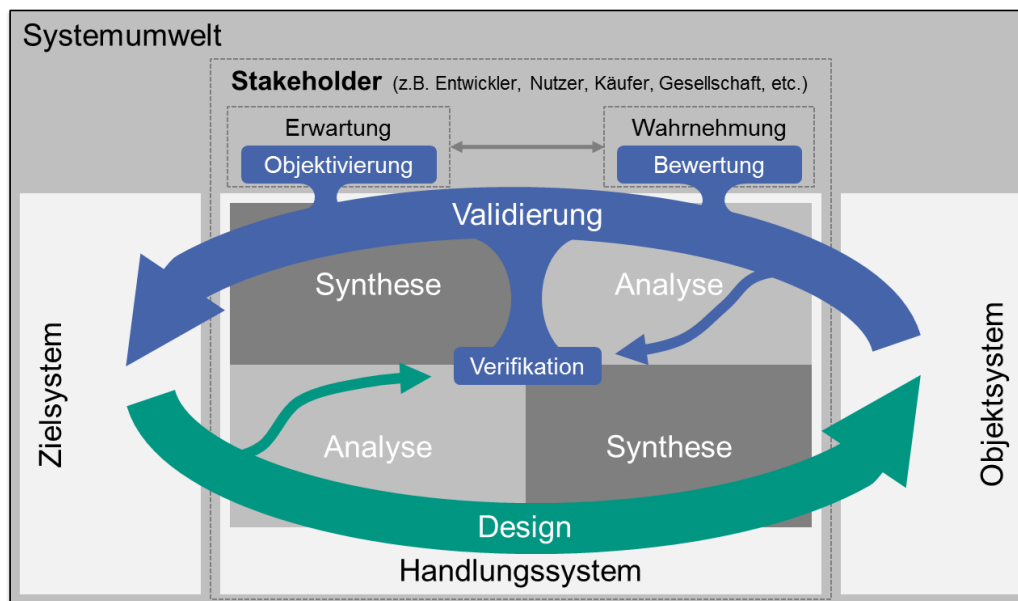 Systemumwelt
Stakeholder (z.B. Entwickler, Nutzer, Käufer, Gesellschaft, etc.)
Erwartung
Wahrnehmung
Objektivierung
Bewertung
Validierung
Synthese
Analyse
Verifikation
Zielsystem
Objektsystem
Analyse
Synthese
Design
Handlungssystem